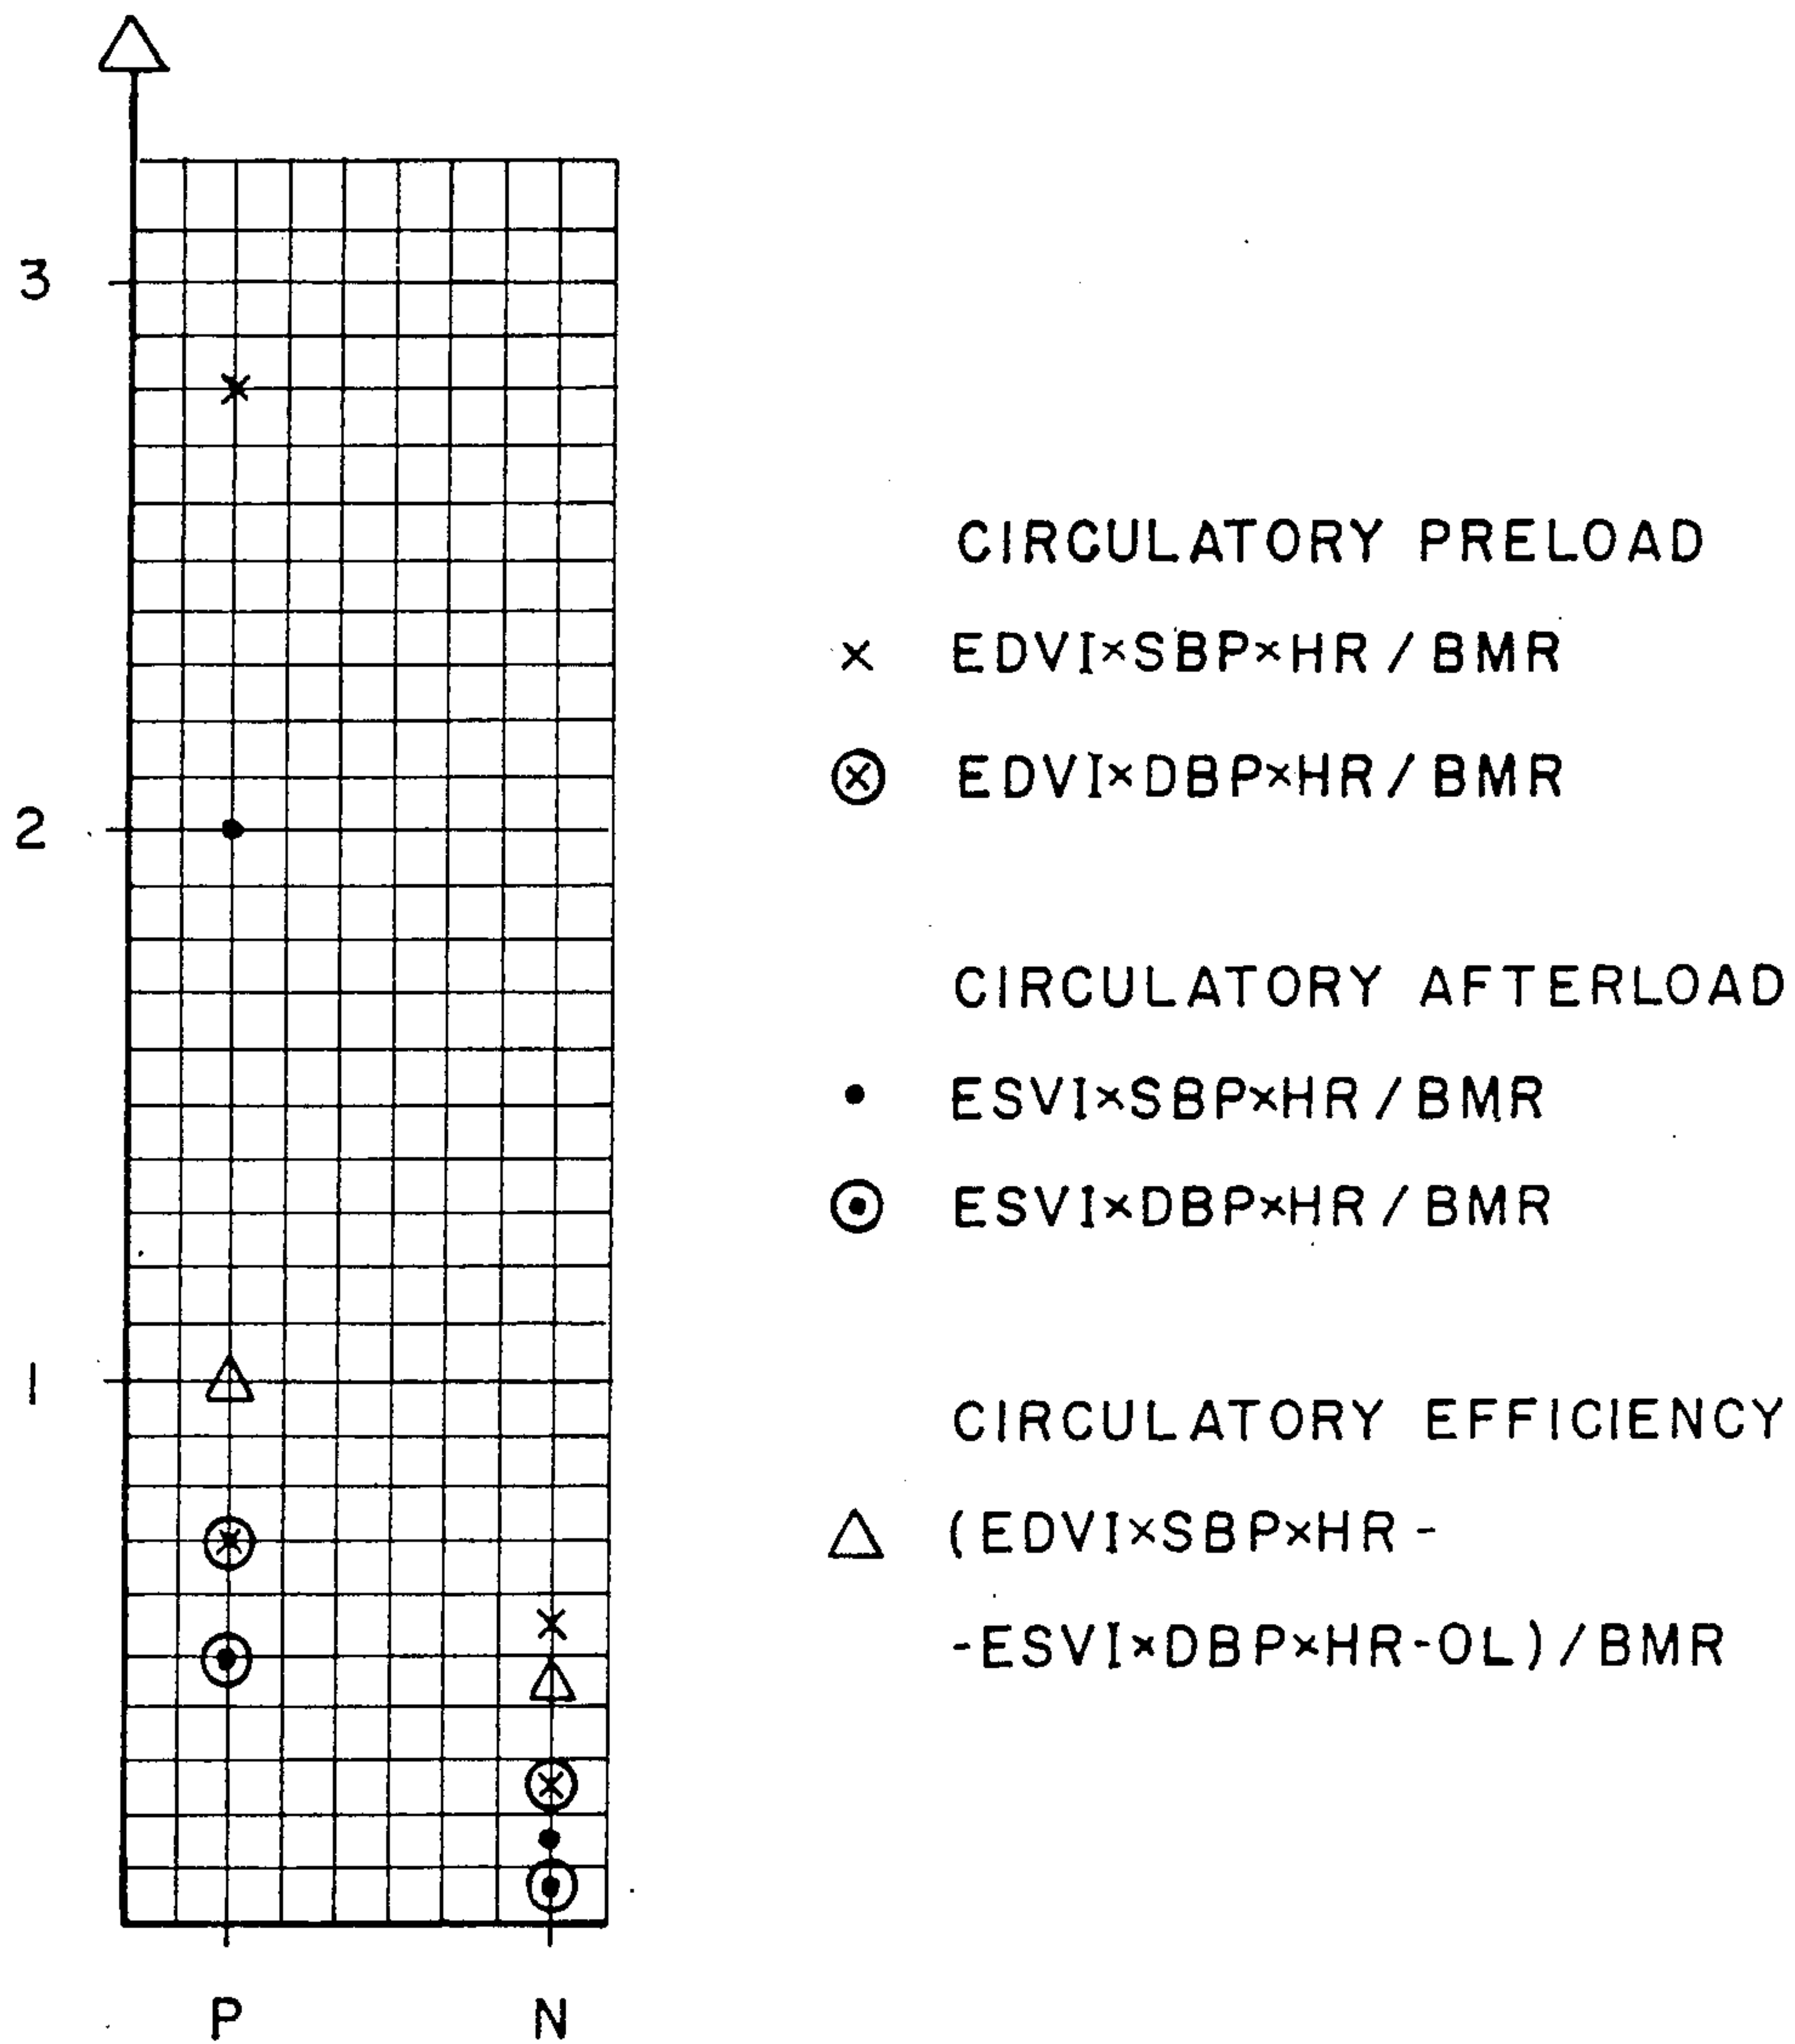 3
2
1
P N
CIRCULATORY PRELOAD
× EDVI×SBP×HR/BMR
⊗ EDVI×DBP×HR/BMR
CIRCULATORY AFTERLOAD
• ESVI×SBP×HR/BMR
⊙ ESVI×DBP×HR/BMR
CIRCULATORY EFFICIENCY
△ (EDVI×SBP×HR-
-ESVI×DBP×HR-OL)/BMR